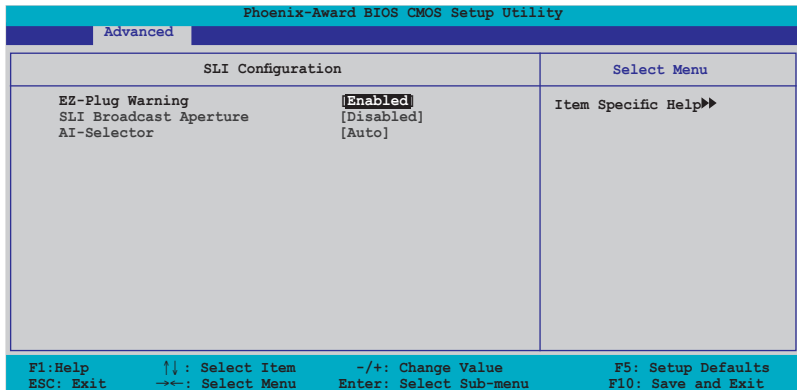 Phoenix-Award BIOS CMOS Setup Utility
Advanced
SLI Configuration
Select Menu
EZ-Plug Warning [Enabled]
SLI Broadcast Aperture [Disabled]
AI-Selector [Auto]
Item Specific Help▶▶
F1:Help ↑↓: Select Item -/+: Change Value F5: Setup Defaults
ESC: Exit →←: Select Menu Enter: Select Sub-menu F10: Save and Exit